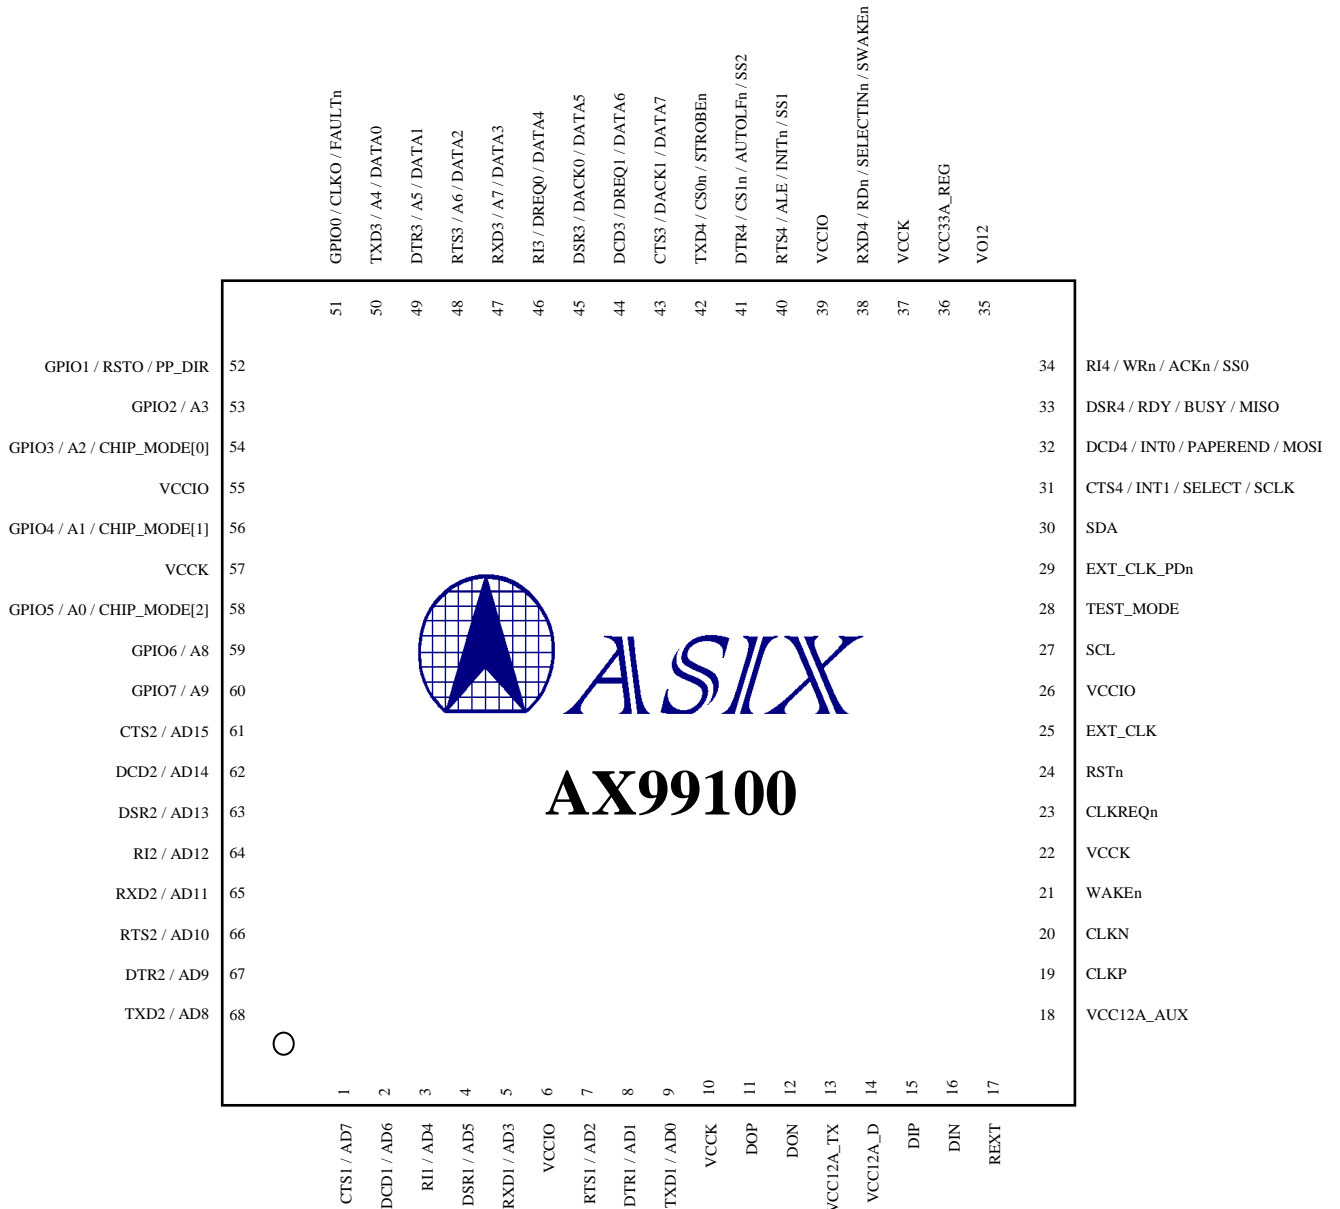 GPIO0 / CLKO / FAULTn
TXD3 / A4 / DATA0
DTR3 / A5 / DATA1
RTS3 / A6 / DATA2
RXD3 / A7 / DATA3
RI3 / DREQ0 / DATA4
DSR3 / DACK0 / DATA5
DCD3 / DREQ1 / DATA6
CTS3 / DACK1 / DATA7
TXD4 / CS0n / STROBEn
DTR4 / CS1n / AUTOLFn / SS2
RTS4 / ALE / INITn / SS1
VCCIO
RXD4 / RDn / SELECTINn / SWAKEn
VCCK
VCC33A_REG
VO12
51
50
49
48
47
46
45
44
43
42
41
40
39
38
37
36
35
GPIO1 / RSTO / PP_DIR 52
GPIO2 / A3 53
GPIO3 / A2 / CHIP_MODE[0] 54
VCCIO 55
GPIO4 / A1 / CHIP_MODE[1] 56
VCCK 57
GPIO5 / A0 / CHIP_MODE[2] 58
GPIO6 / A8 59
GPIO7 / A9 60
CTS2 / AD15 61
DCD2 / AD14 62
DSR2 / AD13 63
RI2 / AD12 64
RXD2 / AD11 65
RTS2 / AD10 66
DTR2 / AD9 67
TXD2 / AD8 68
ASIX
AX99100
34 RI4 / WRn / ACKn / SS0
33 DSR4 / RDY / BUSY / MISO
32 DCD4 / INT0 / PAPEREND / MOSI
31 CTS4 / INT1 / SELECT / SCLK
30 SDA
29 EXT_CLK_PDn
28 TEST_MODE
27 SCL
26 VCCIO
25 EXT_CLK
24 RSTn
23 CLKREQn
22 VCCK
21 WAKEn
20 CLKN
19 CLKP
18 VCC12A_AUX
1
2
3
4
5
6
7
8
9
10
11
12
13
14
15
16
17
CTS1 / AD7
DCD1 / AD6
RI1 / AD4
DSR1 / AD5
RXD1 / AD3
VCCIO
RTS1 / AD2
DTR1 / AD1
TXD1 / AD0
VCCK
DOP
DON
VCC12A_TX
VCC12A_D
DIP
DIN
REXT